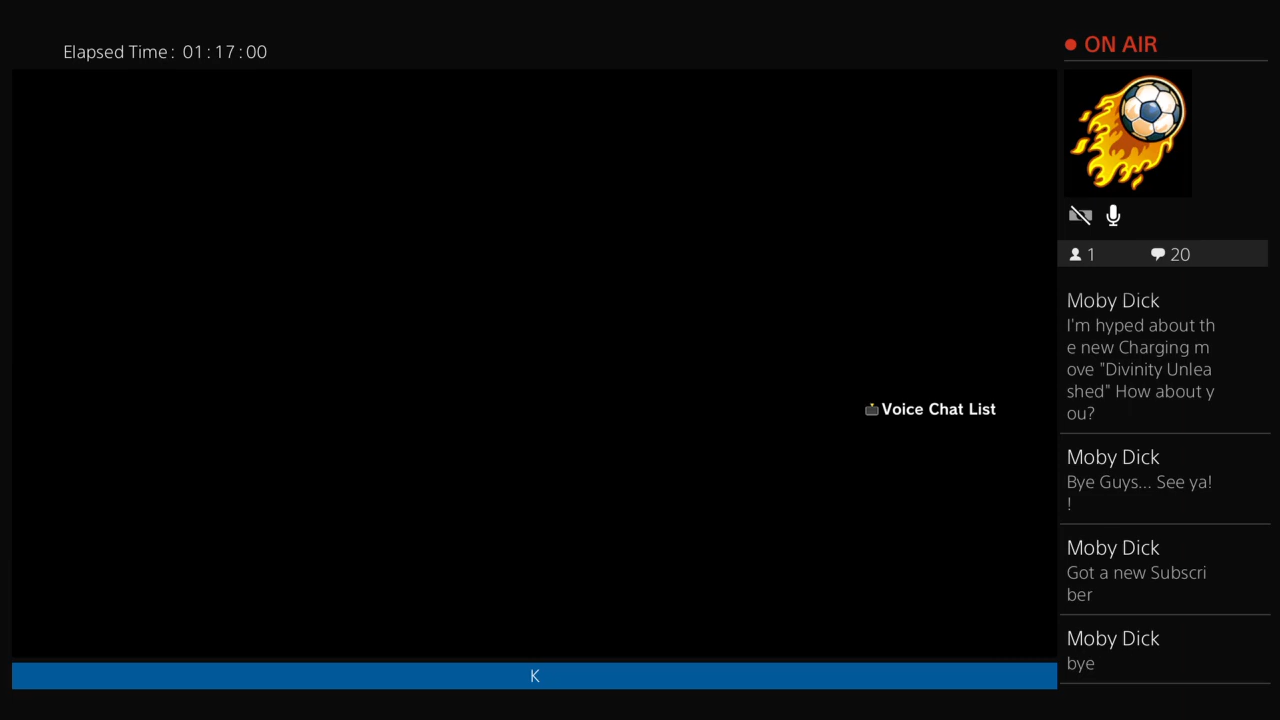 Elapsed Time: 01:17:00
ON AIR
1 20
Moby Dick
I'm hyped about th
e new Charging m
ove "Divinity Unlea
shed" How about y
ou?
Voice Chat List
Moby Dick
Bye Guys... See ya!
!
Moby Dick
Got a new Subscri
ber
Moby Dick
bye
K